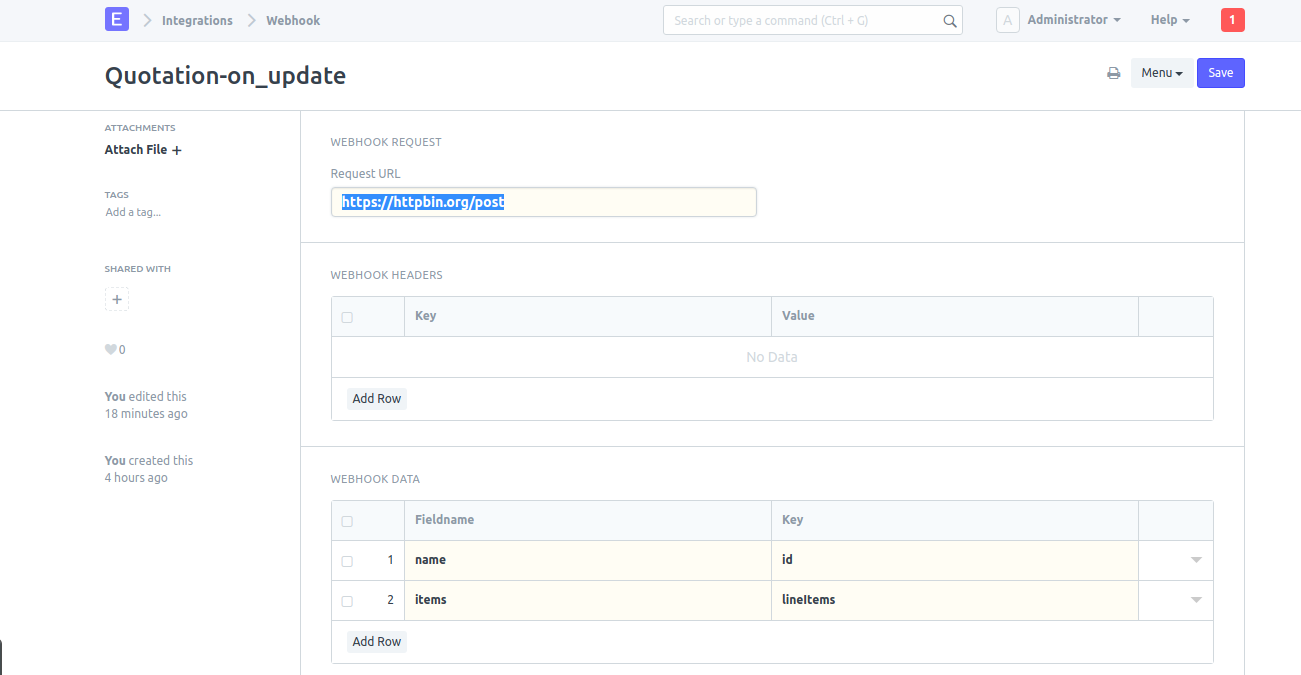 E Integrations Webhook Search or type a command (Ctrl + G) A Administrator Help 1
Quotation-on_update Menu Save
ATTACHMENTS
Attach File +
TAGS
Add a tag...
SHARED WITH
+
0
You edited this
18 minutes ago
You created this
4 hours ago
WEBHOOK REQUEST
Request URL
https://httpbin.org/post
WEBHOOK HEADERS
Key Value
No Data
Add Row
WEBHOOK DATA
Fieldname Key
1 name id
2 items lineItems
Add Row